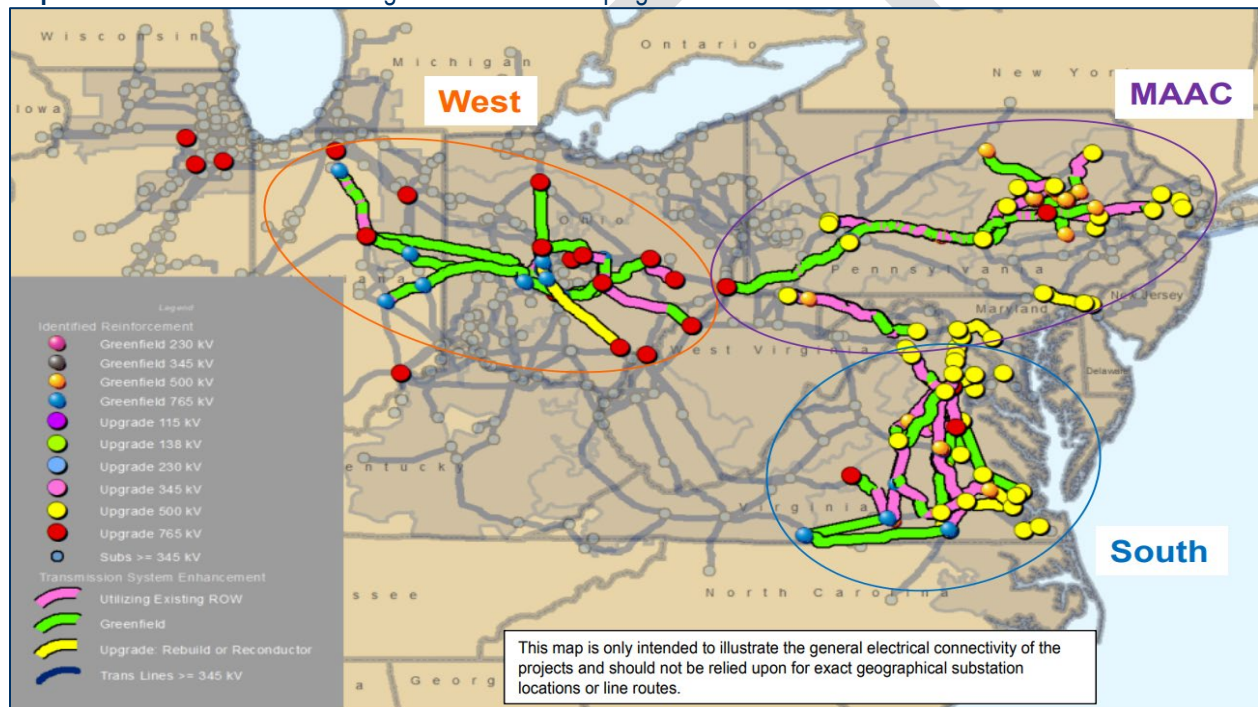 Wisconsin
Michigan
Ontario
New York
Iowa
West
MAAC
Ohio
Pennsylvania
New Jersey
Maryland
Delaware
West Virginia
entucky
Virginia
South
North Carolina
ssee
Georg
Legend
Identified Reinforcement
Greenfield 230 kV
Greenfield 345 kV
Greenfield 500 kV
Greenfield 765 kV
Upgrade 115 kV
Upgrade 138 kV
Upgrade 230 kV
Upgrade 345 kV
Upgrade 500 kV
Upgrade 765 kV
Subs >= 345 kV
Transmission System Enhancement
Utilizing Existing ROW
Greenfield
Upgrade: Rebuild or Reconductor
Trans Lines >= 345 kV
This map is only intended to illustrate the general electrical connectivity of the
projects and should not be relied upon for exact geographical substation
locations or line routes.